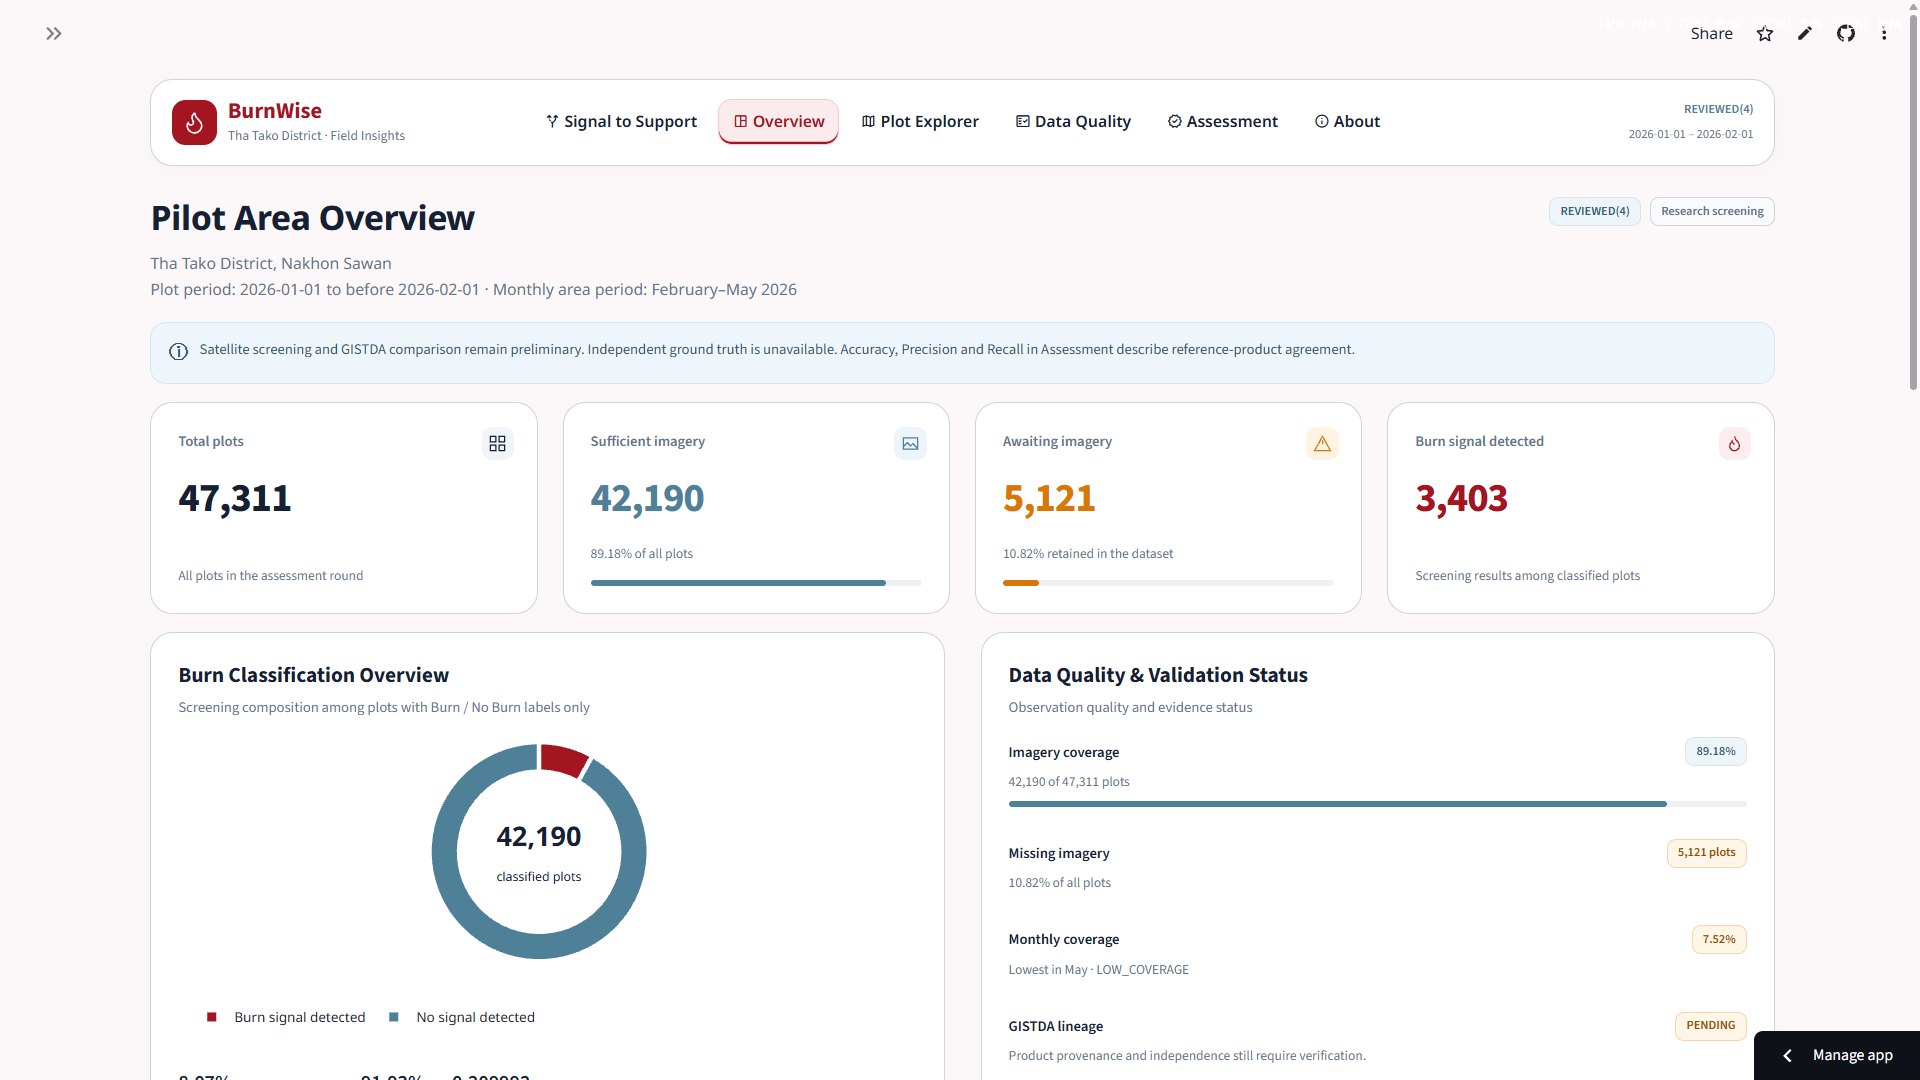 Share
BurnWise
Tha Tako District · Field Insights
Signal to Support
Overview
Plot Explorer
Data Quality
Assessment
About
REVIEWED(4)
2026-01-01 – 2026-02-01
Pilot Area Overview
REVIEWED(4)
Research screening
Tha Tako District, Nakhon Sawan
Plot period: 2026-01-01 to before 2026-02-01 · Monthly area period: February–May 2026
Satellite screening and GISTDA comparison remain preliminary. Independent ground truth is unavailable. Accuracy, Precision and Recall in Assessment describe reference-product agreement.
Total plots
47,311
All plots in the assessment round
Sufficient imagery
42,190
89.18% of all plots
Awaiting imagery
5,121
10.82% retained in the dataset
Burn signal detected
3,403
Screening results among classified plots
Burn Classification Overview
Screening composition among plots with Burn / No Burn labels only
42,190
classified plots
Burn signal detected
No signal detected
Data Quality & Validation Status
Observation quality and evidence status
Imagery coverage
89.18%
42,190 of 47,311 plots
Missing imagery
5,121 plots
10.82% of all plots
Monthly coverage
7.52%
Lowest in May · LOW_COVERAGE
GISTDA lineage
PENDING
Product provenance and independence still require verification.
Manage app